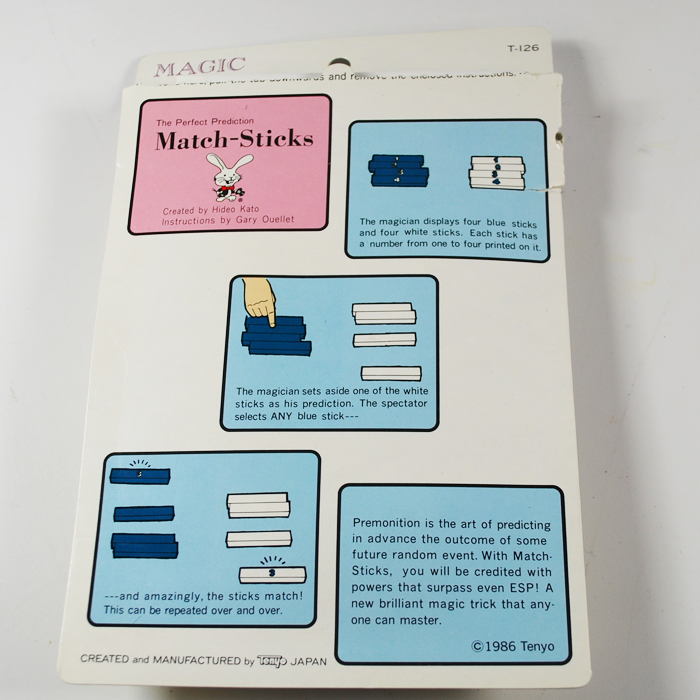 MAGIC
T-126
and remove the enclosed instructions.
The Perfect Prediction
Match-Sticks
Created by Hideo Kato
Instructions by Gary Ouellet
The magician displays four blue sticks
and four white sticks. Each stick has
a number from one to four printed on it.
The magician sets aside one of the white
sticks as his prediction. The spectator
selects ANY blue stick---
3
3
---and amazingly, the sticks match!
This can be repeated over and over.
Premonition is the art of predicting
in advance the outcome of some
future random event. With Match-
Sticks, you will be credited with
powers that surpass even ESP! A
new brilliant magic trick that any-
one can master.
©1986 Tenyo
CREATED and MANUFACTURED by Tenyo JAPAN